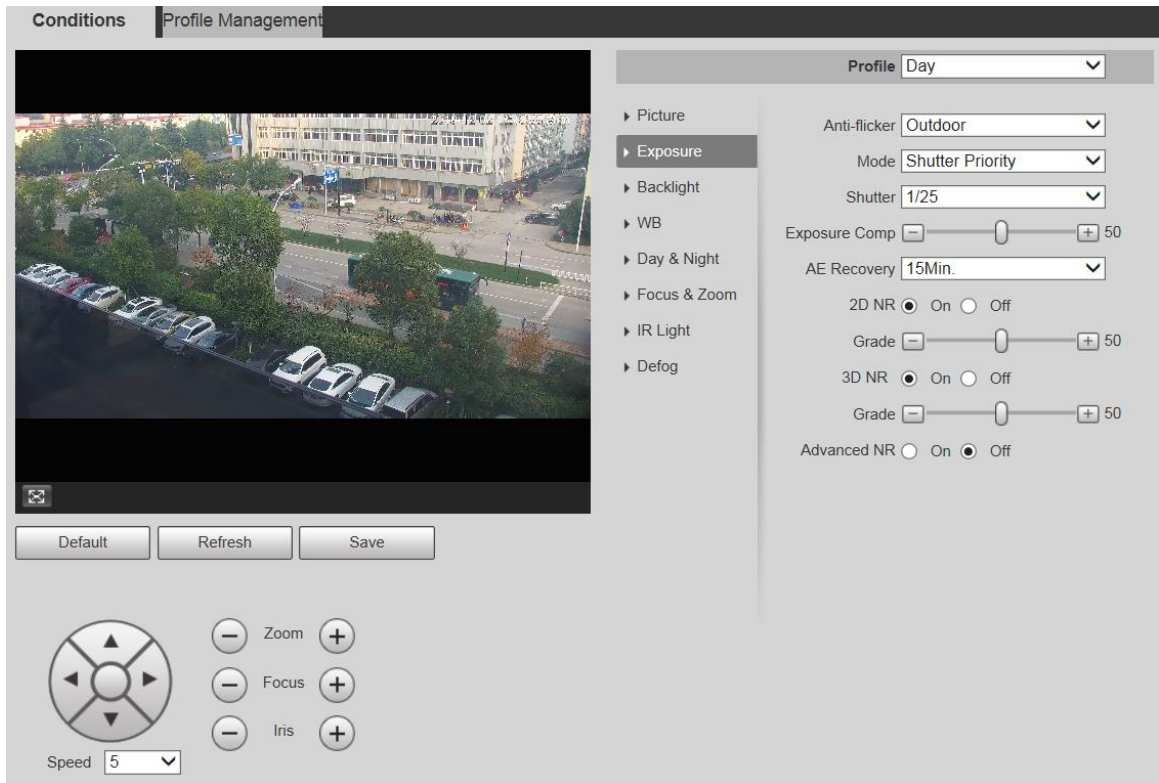 Conditions
Profile Management
Profile Day
Picture
Exposure
Backlight
WB
Day & Night
Focus & Zoom
IR Light
Defog
Anti-flicker Outdoor
Mode Shutter Priority
Shutter 1/25
Exposure Comp 50
AE Recovery 15Min.
2D NR On Off
Grade 50
3D NR On Off
Grade 50
Advanced NR On Off
Default
Refresh
Save
Zoom
Focus
Iris
Speed 5